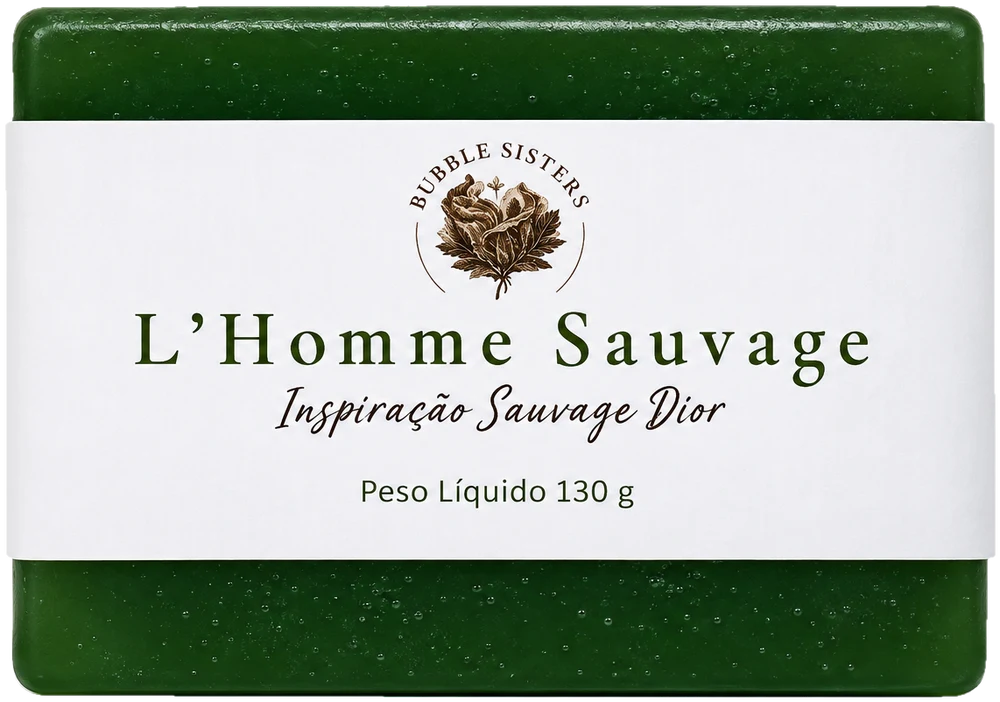 BUBBLE SISTERS
L'Homme Sauvage
Inspiração Sauvage Dior
Peso Líquido 130 g